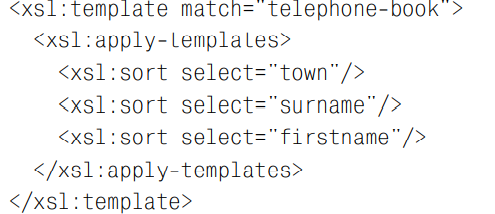 <xsl:template match="telephone-book">
<xsl:apply-templates>
<xsl:sort select="town"/>
<xsl:sort select="surname"/>
<xsl:sort select="firstname"/>
</xsl:apply-templates>
</xsl:template>